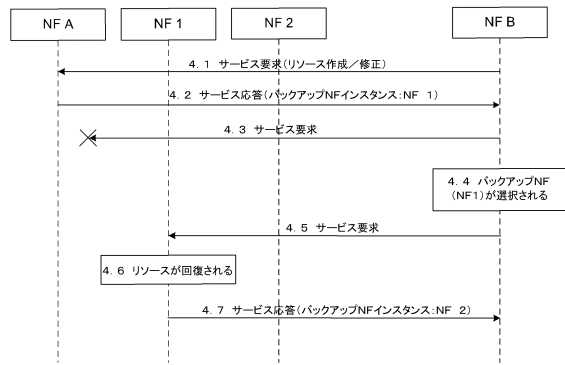 NF A
NF 1
NF 2
NF B
4.1 サービス要求(リソース作成／修正)
4.2 サービス応答(バックアップNFインスタンス:NF 1)
4.3 サービス要求
4.4 バックアップNF
(NF1)が選択される
4.5 サービス要求
4.6 リソースが回復される
4.7 サービス応答(バックアップNFインスタンス:NF 2)